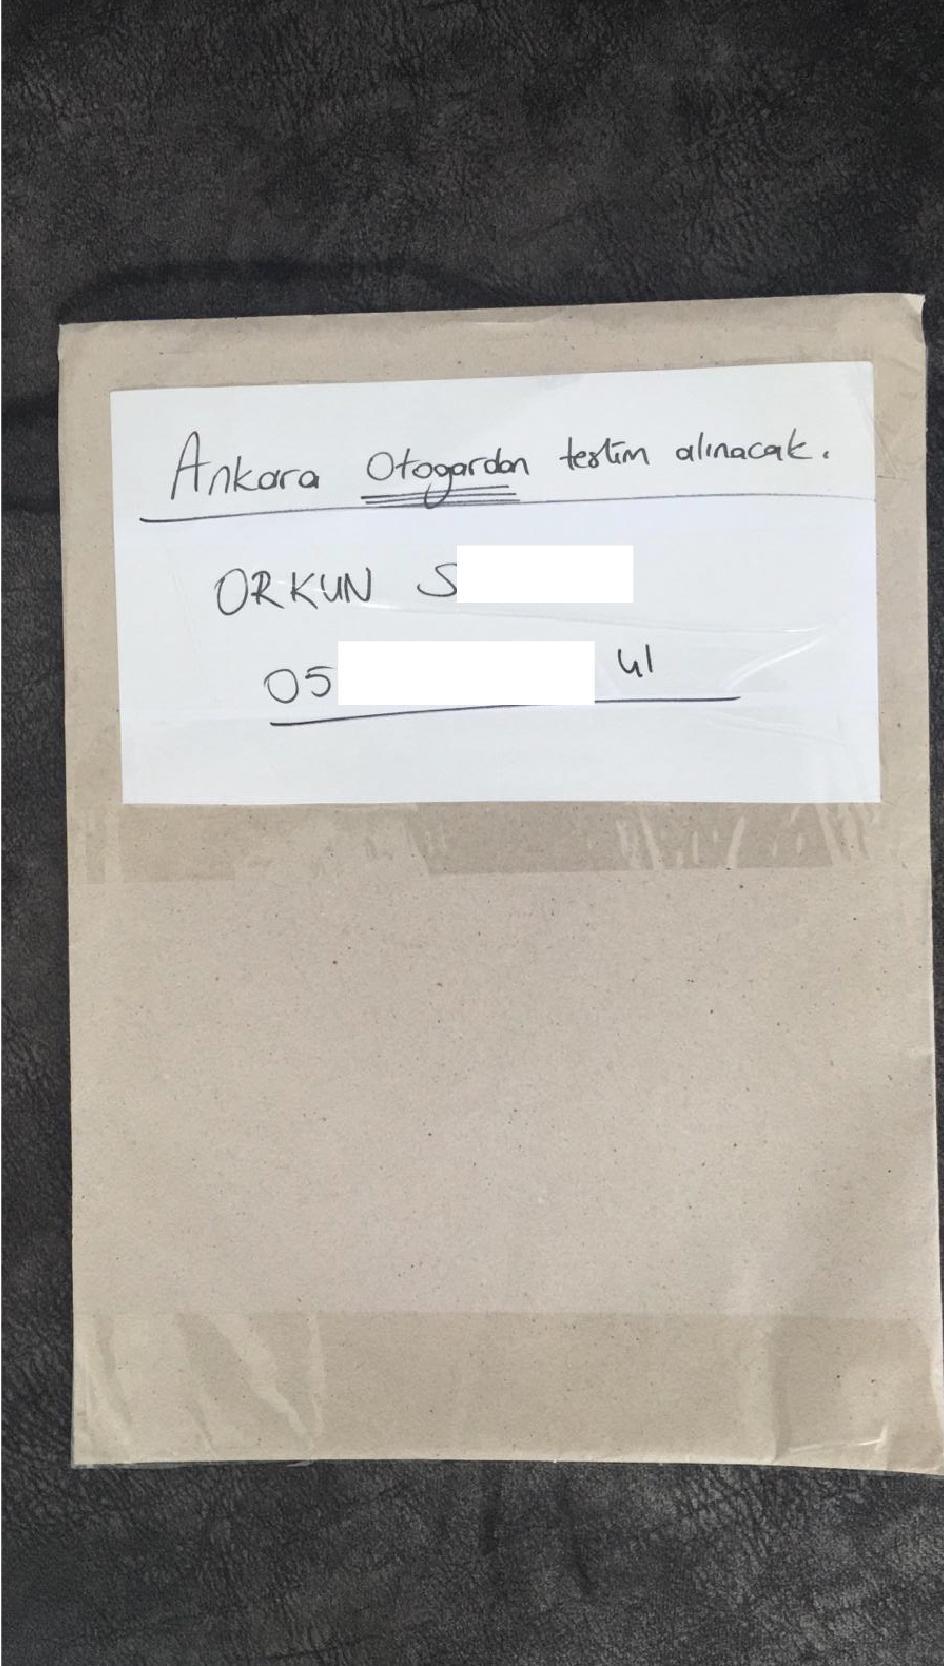 Ankara Otogardan teslim alınacak.
ORKUN S
05 41